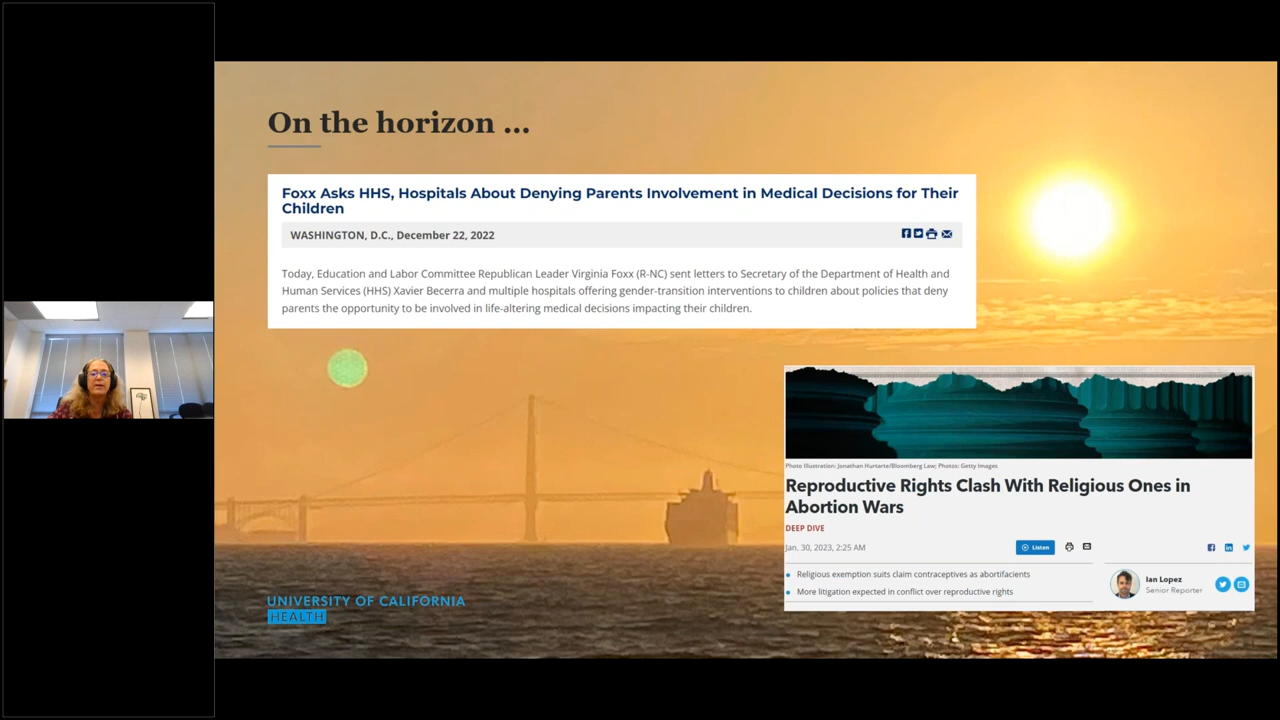 On the horizon ...
Foxx Asks HHS, Hospitals About Denying Parents Involvement in Medical Decisions for Their
Children
WASHINGTON, D.C., December 22, 2022
Today, Education and Labor Committee Republican Leader Virginia Foxx (R-NC) sent letters to Secretary of the Department of Health and
Human Services (HHS) Xavier Becerra and multiple hospitals offering gender-transition interventions to children about policies that deny
parents the opportunity to be involved in life-altering medical decisions impacting their children.
Photo Illustration: Jonathan Hurtarte/Bloomberg Law; Photos: Getty Images
Reproductive Rights Clash With Religious Ones in
Abortion Wars
DEEP DIVE
Jan. 30, 2023, 2:25 AM
Listen
Religious exemption suits claim contraceptives as abortifacients
More litigation expected in conflict over reproductive rights
Ian Lopez
Senior Reporter
UNIVERSITY OF CALIFORNIA
HEALTH